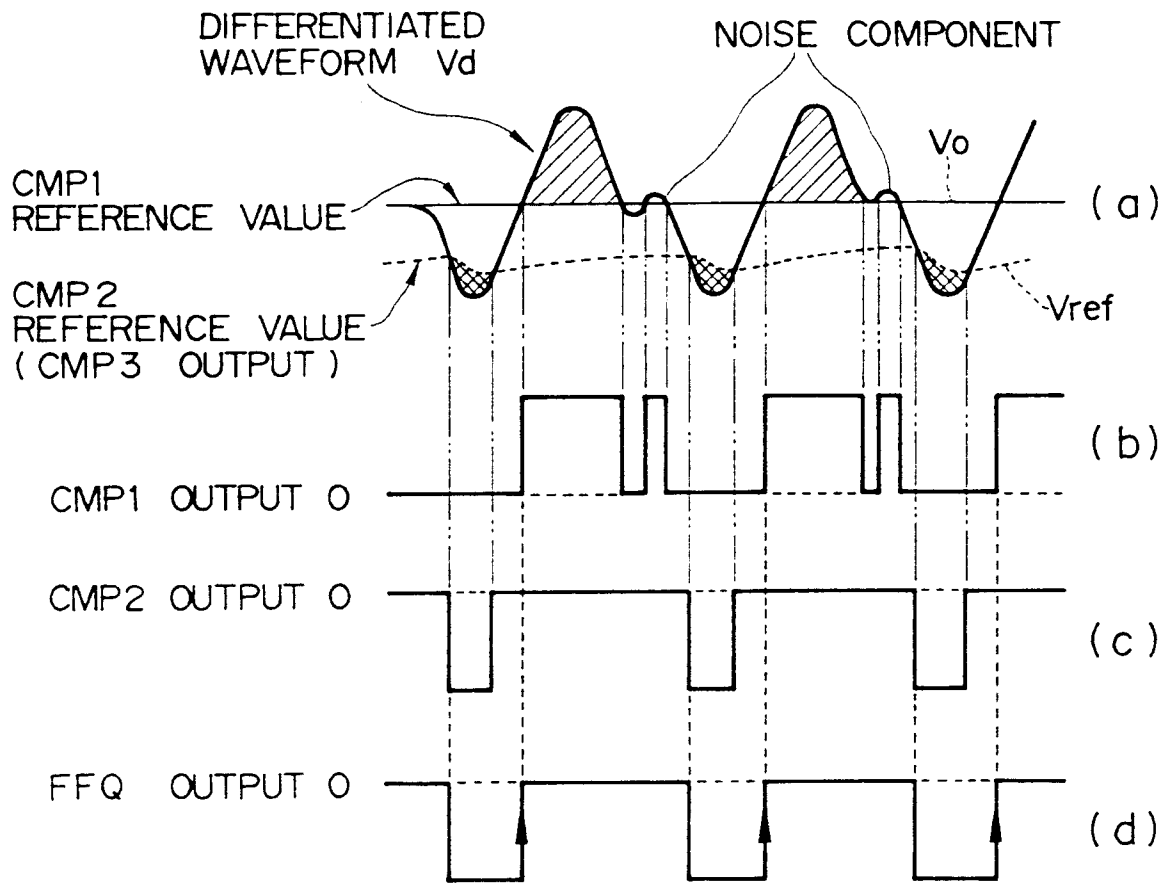 DIFFERENTIATED
WAVEFORM Vd
NOISE COMPONENT
CMP1
REFERENCE VALUE
Vo
(a)
CMP2
REFERENCE VALUE
(CMP3 OUTPUT)
Vref
(b)
CMP1 OUTPUT 0
CMP2 OUTPUT 0
(c)
FFQ OUTPUT 0
(d)